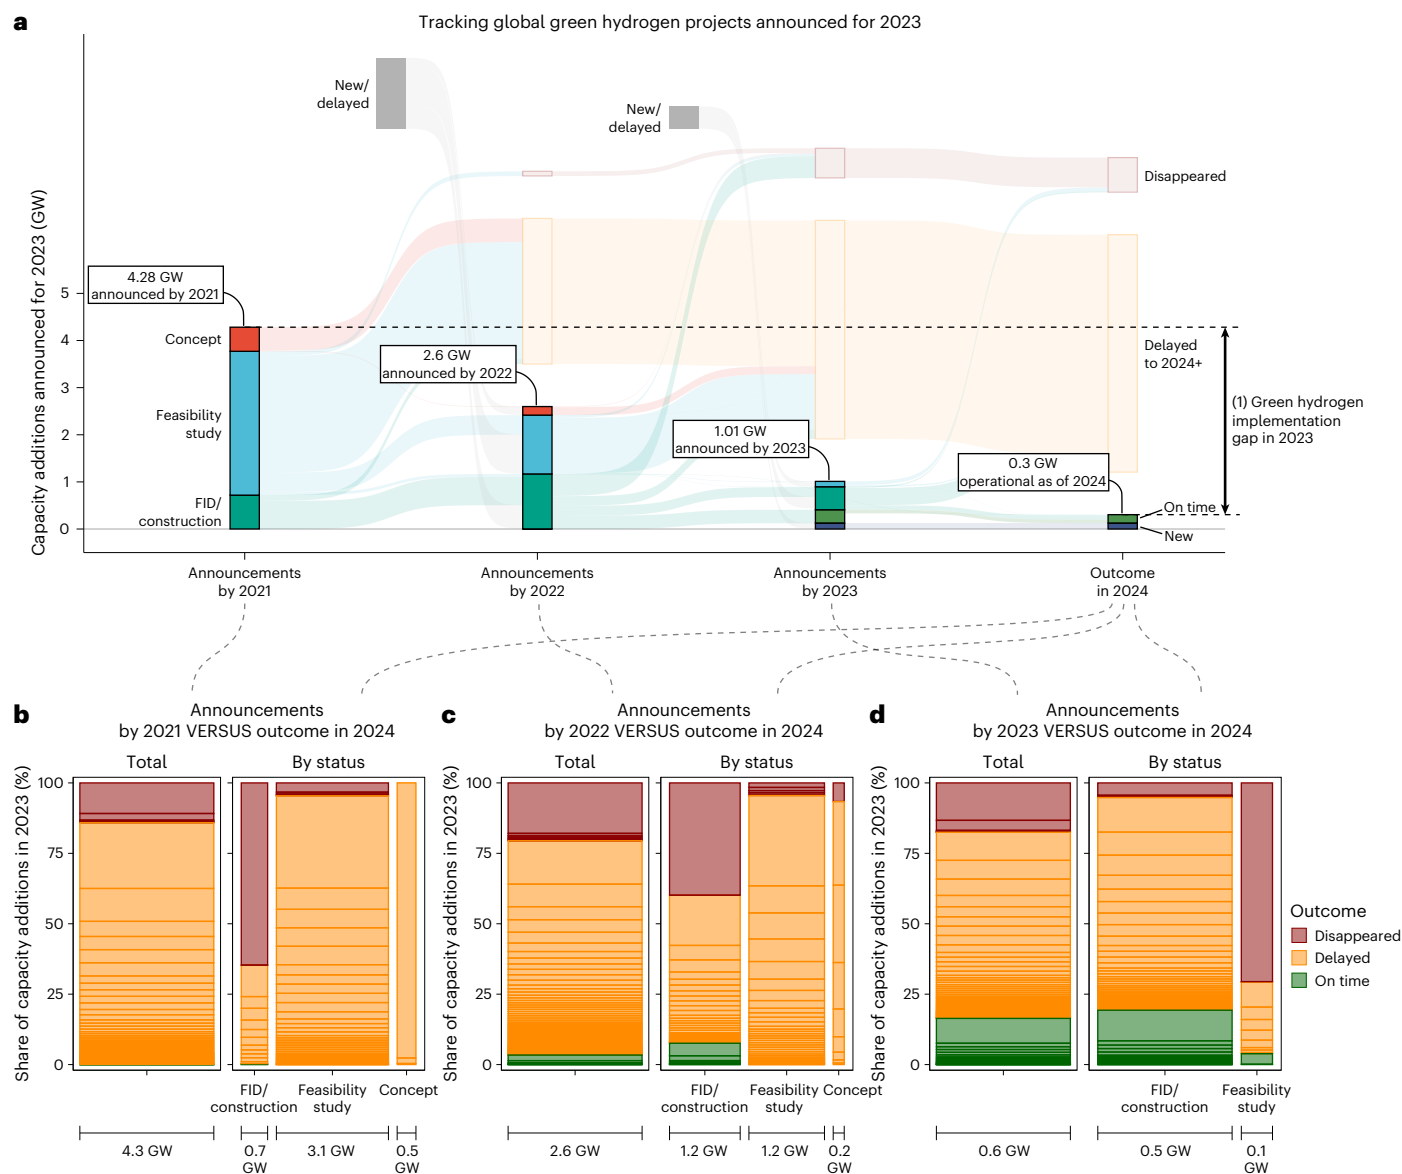 a
Tracking global green hydrogen projects announced for 2023
Capacity additions announced for 2023 (GW)
5
4
3
2
1
0
New/
delayed
New/
delayed
Disappeared
4.28 GW
announced by 2021
Concept
Feasibility
study
FID/
construction
2.6 GW
announced by 2022
1.01 GW
announced by 2023
0.3 GW
operational as of 2024
Delayed
to 2024+
(1) Green hydrogen
implementation
gap in 2023
On time
New
Announcements
by 2021
Announcements
by 2022
Announcements
by 2023
Outcome
in 2024
b
Announcements
by 2021 VERSUS outcome in 2024
Total
By status
Share of capacity additions in 2023 (%)
100
75
50
25
0
FID/
construction
Feasibility
study
Concept
4.3 GW
0.7
GW
3.1 GW
0.5
GW
c
Announcements
by 2022 VERSUS outcome in 2024
Total
By status
Share of capacity additions in 2023 (%)
100
75
50
25
0
FID/
construction
Feasibility
study
Concept
2.6 GW
1.2 GW
1.2 GW
0.2
GW
d
Announcements
by 2023 VERSUS outcome in 2024
Total
By status
Share of capacity additions in 2023 (%)
100
75
50
25
0
FID/
construction
Feasibility
study
0.6 GW
0.5 GW
0.1
GW
Outcome
Disappeared
Delayed
On time